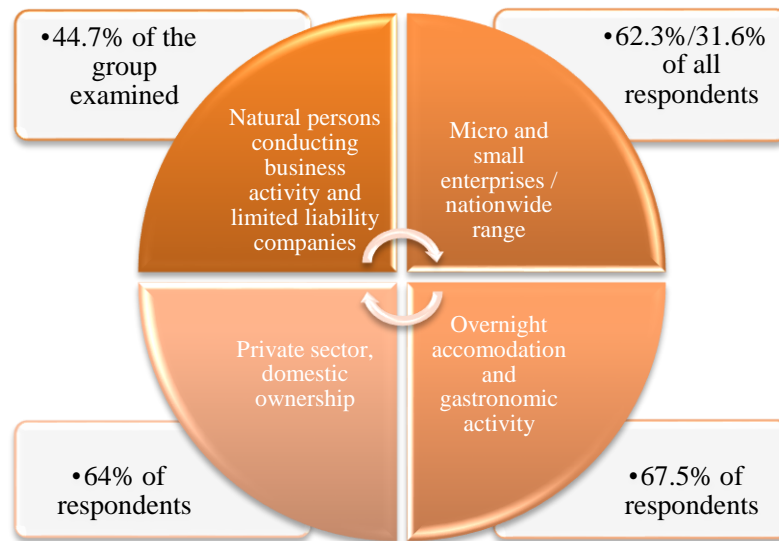 •44.7% of the
group
examined
Natural persons
conducting
business
activity and
limited liability
companies
•62.3%/31.6%
of all
respondents
Micro and
small
enterprises /
nationwide
range
Private sector,
domestic
ownership
•64% of
respondents
Overnight
accomodation
and
gastronomic
activity
•67.5% of
respondents